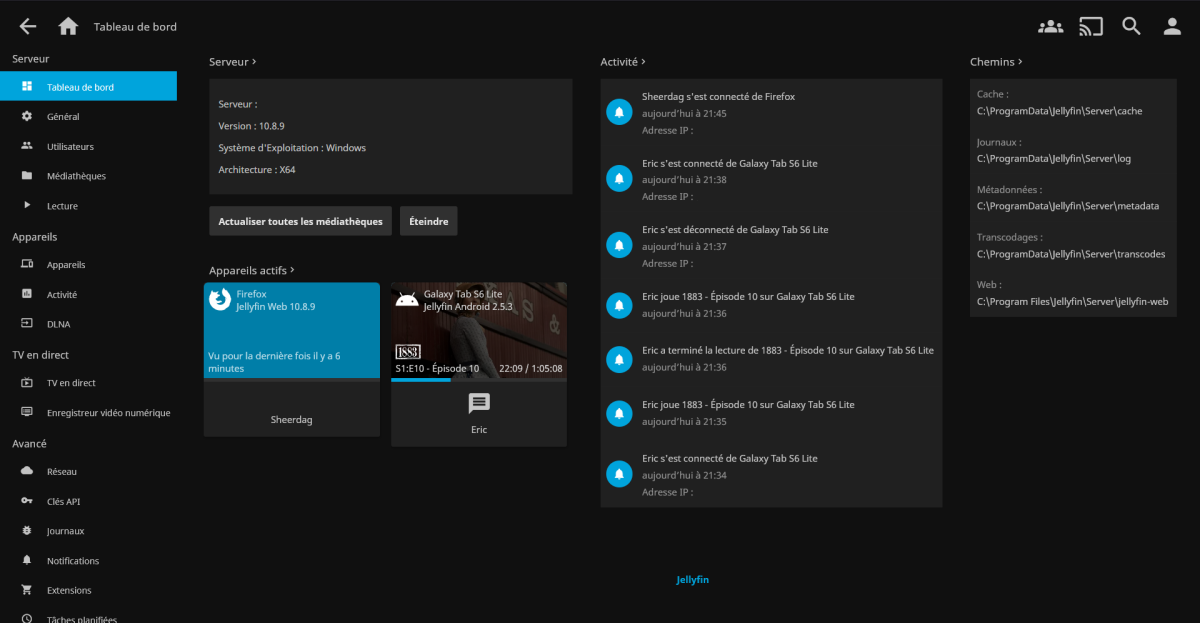 Tableau de bord
Serveur
Tableau de bord
Général
Utilisateurs
Médiathèques
Lecture
Appareils
Appareils
Activité
DLNA
TV en direct
TV en direct
Enregistreur vidéo numérique
Avancé
Réseau
Clés API
Journaux
Notifications
Extensions
Tâches planifiées
Serveur
Serveur :
Version : 10.8.9
Système d'Exploitation : Windows
Architecture : X64
Actualiser toutes les médiathèques
Éteindre
Appareils actifs
Firefox
Jellyfin Web 10.8.9
Vu pour la dernière fois il y a 6
minutes
Sheerdag
Galaxy Tab S6 Lite
Jellyfin Android 2.5.3
1883
S1:E10 - Épisode 10
22:09 / 1:05:08
Eric
Activité
Sheerdag s'est connecté de Firefox
aujourd'hui à 21:45
Adresse IP :
Eric s'est connecté de Galaxy Tab S6 Lite
aujourd'hui à 21:38
Adresse IP :
Eric s'est déconnecté de Galaxy Tab S6 Lite
aujourd'hui à 21:37
Adresse IP :
Eric joue 1883 - Épisode 10 sur Galaxy Tab S6 Lite
aujourd'hui à 21:36
Eric a terminé la lecture de 1883 - Épisode 10 sur Galaxy Tab S6 Lite
aujourd'hui à 21:36
Eric joue 1883 - Épisode 10 sur Galaxy Tab S6 Lite
aujourd'hui à 21:35
Eric s'est connecté de Galaxy Tab S6 Lite
aujourd'hui à 21:34
Adresse IP :
Chemins
Cache :
C:\ProgramData\Jellyfin\Server\cache
Journaux :
C:\ProgramData\Jellyfin\Server\log
Métadonnées :
C:\ProgramData\Jellyfin\Server\metadata
Transcodages :
C:\ProgramData\Jellyfin\Server\transcodes
Web :
C:\Program Files\Jellyfin\Server\jellyfin-web
Jellyfin